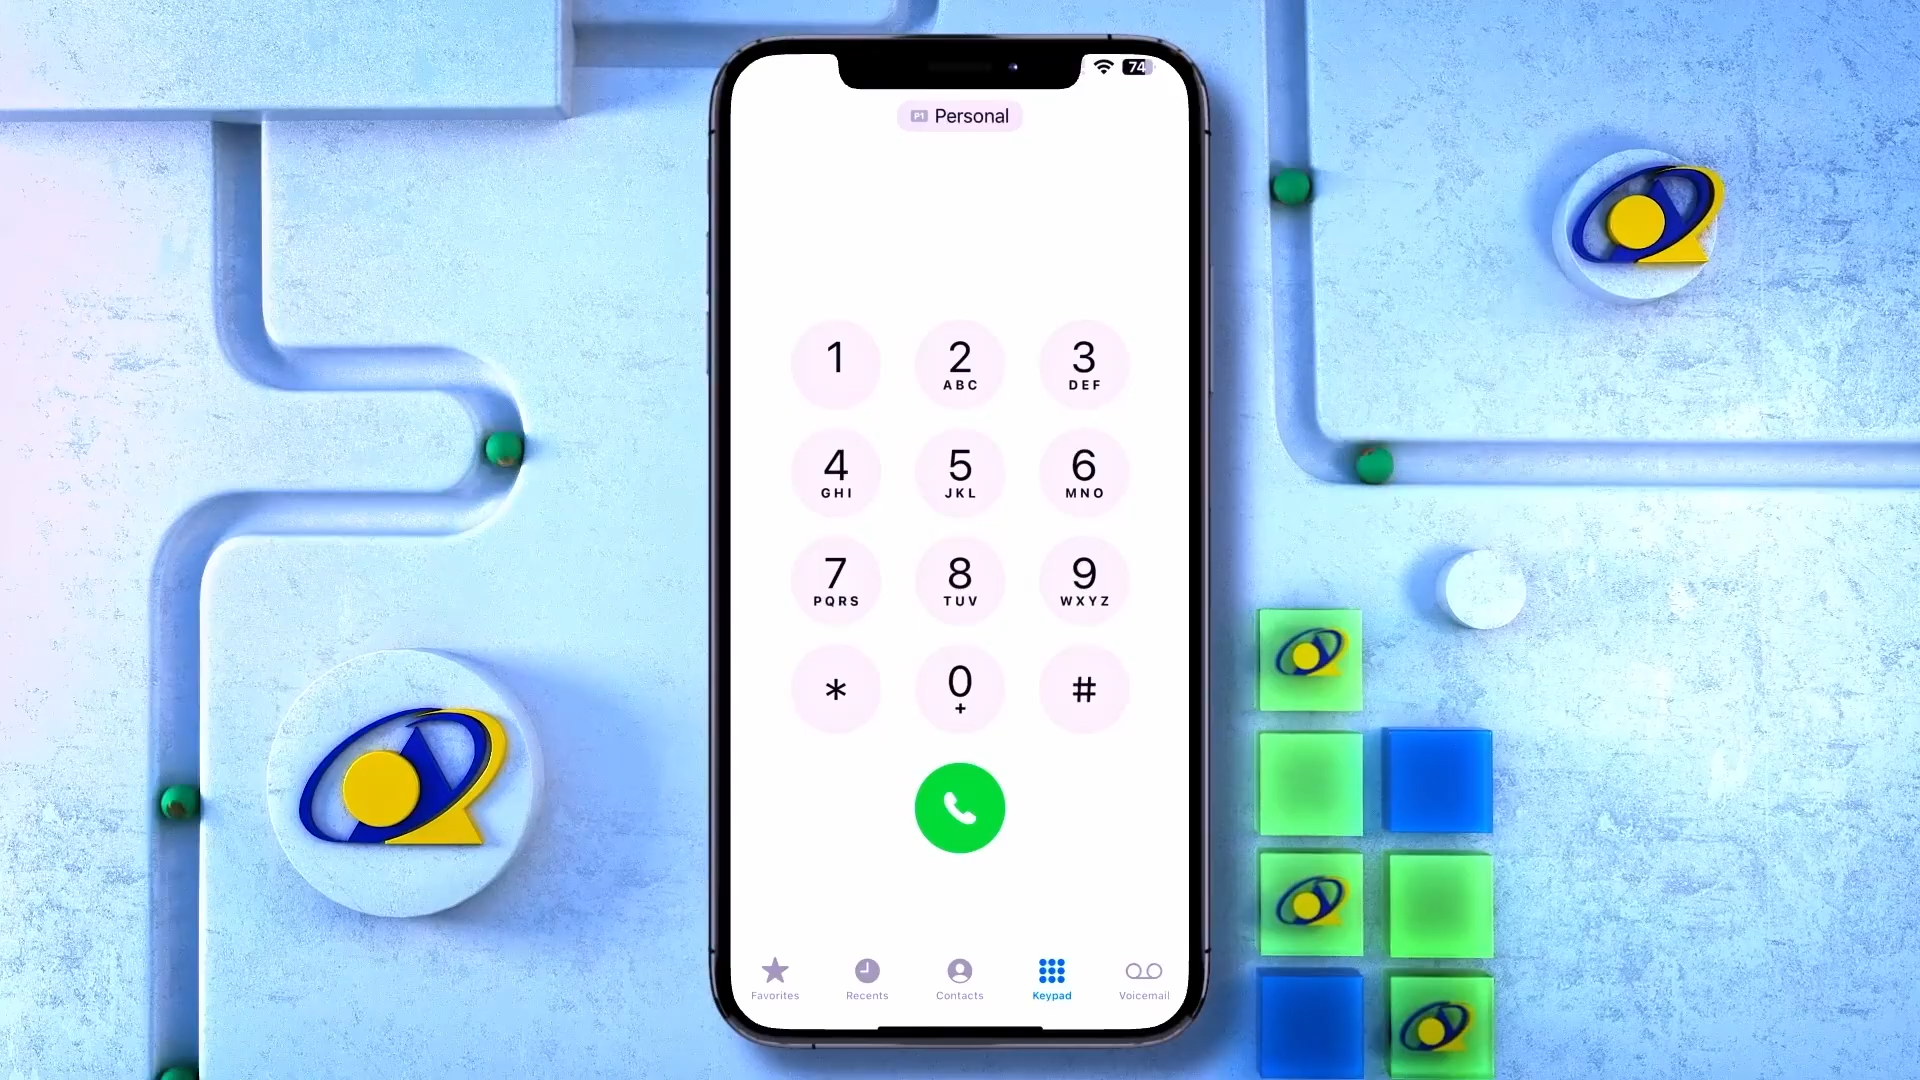 74
P1 Personal
1 2 3
ABC DEF
4 5 6
GHI JKL MNO
7 8 9
PQRS TUV WXYZ
* 0 #
+
Favorites Recents Contacts Keypad Voicemail